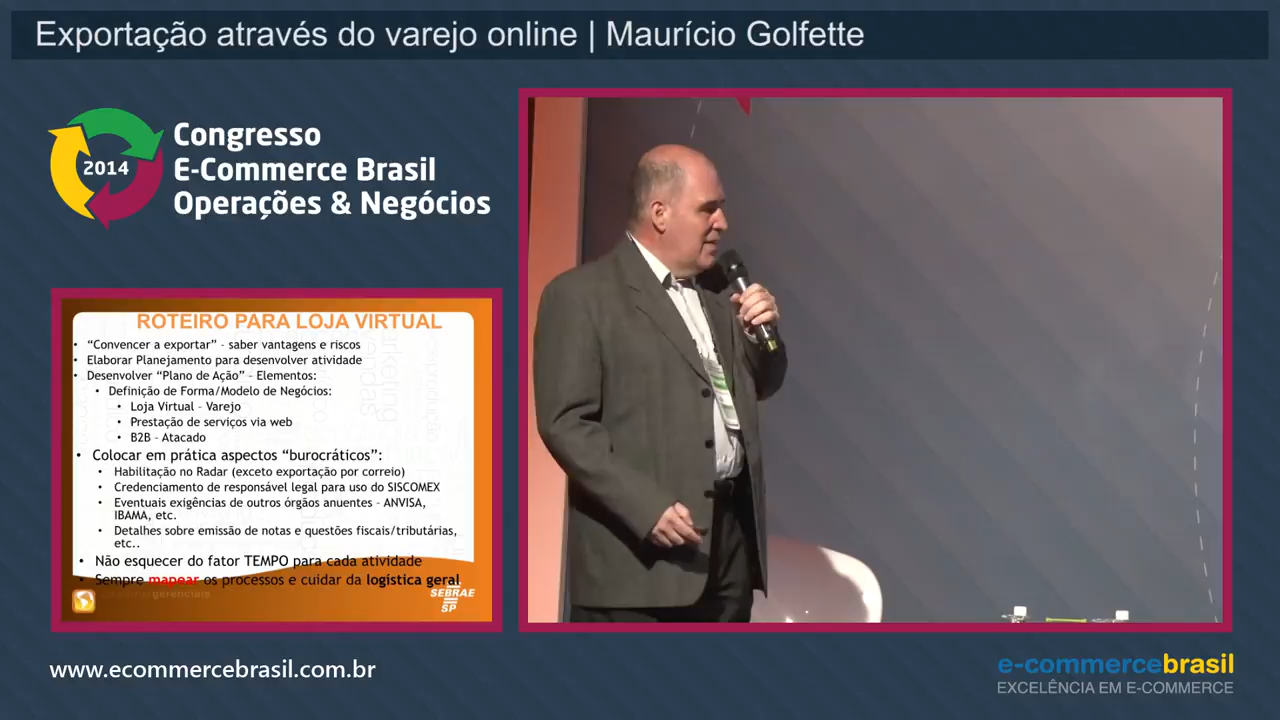 Exportação através do varejo online | Maurício Golfette
2014
Congresso
E-Commerce Brasil
Operações & Negócios
ROTEIRO PARA LOJA VIRTUAL
• “Convencer a exportar” - saber vantagens e riscos
• Elaborar Planejamento para desenvolver atividade
• Desenvolver “Plano de Ação” – Elementos:
• Definição de Forma/Modelo de Negócios:
• Loja Virtual – Varejo
• Prestação de serviços via web
• B2B – Atacado
• Colocar em prática aspectos “burocráticos”:
• Habilitação no Radar (exceto exportação por correio)
• Credenciamento de responsável legal para uso do SISCOMEX
• Eventuais exigências de outros órgãos anuentes – ANVISA,
IBAMA, etc.
• Detalhes sobre emissão de notas e questões fiscais/tributárias,
etc..
• Não esquecer do fator TEMPO para cada atividade
• Sempre mapear os processos e cuidar da logística geral
SEBRAE
SP
www.ecommercebrasil.com.br
e-commercebrasil
EXCELÊNCIA EM E-COMMERCE